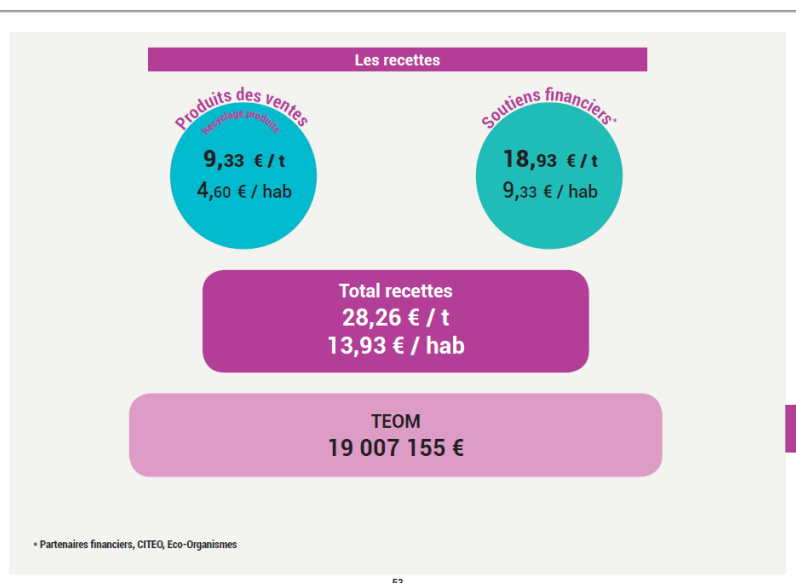 Les recettes
Produits des ventes
Recyclage produits
9,33 € / t
4,60 € / hab
Soutiens financiers*
18,93 € / t
9,33 € / hab
Total recettes
28,26 € / t
13,93 € / hab
TEOM
19 007 155 €
* Partenaires financiers, CITEO, Eco-Organismes